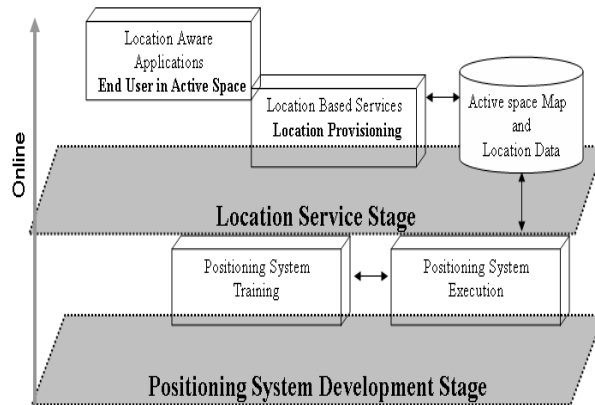 Location Aware
Applications
End User in Active Space
Location Based Services
Location Provisioning
Active space Map
and
Location Data
Online
Location Service Stage
Positioning System
Training
Positioning System
Execution
Positioning System Development Stage